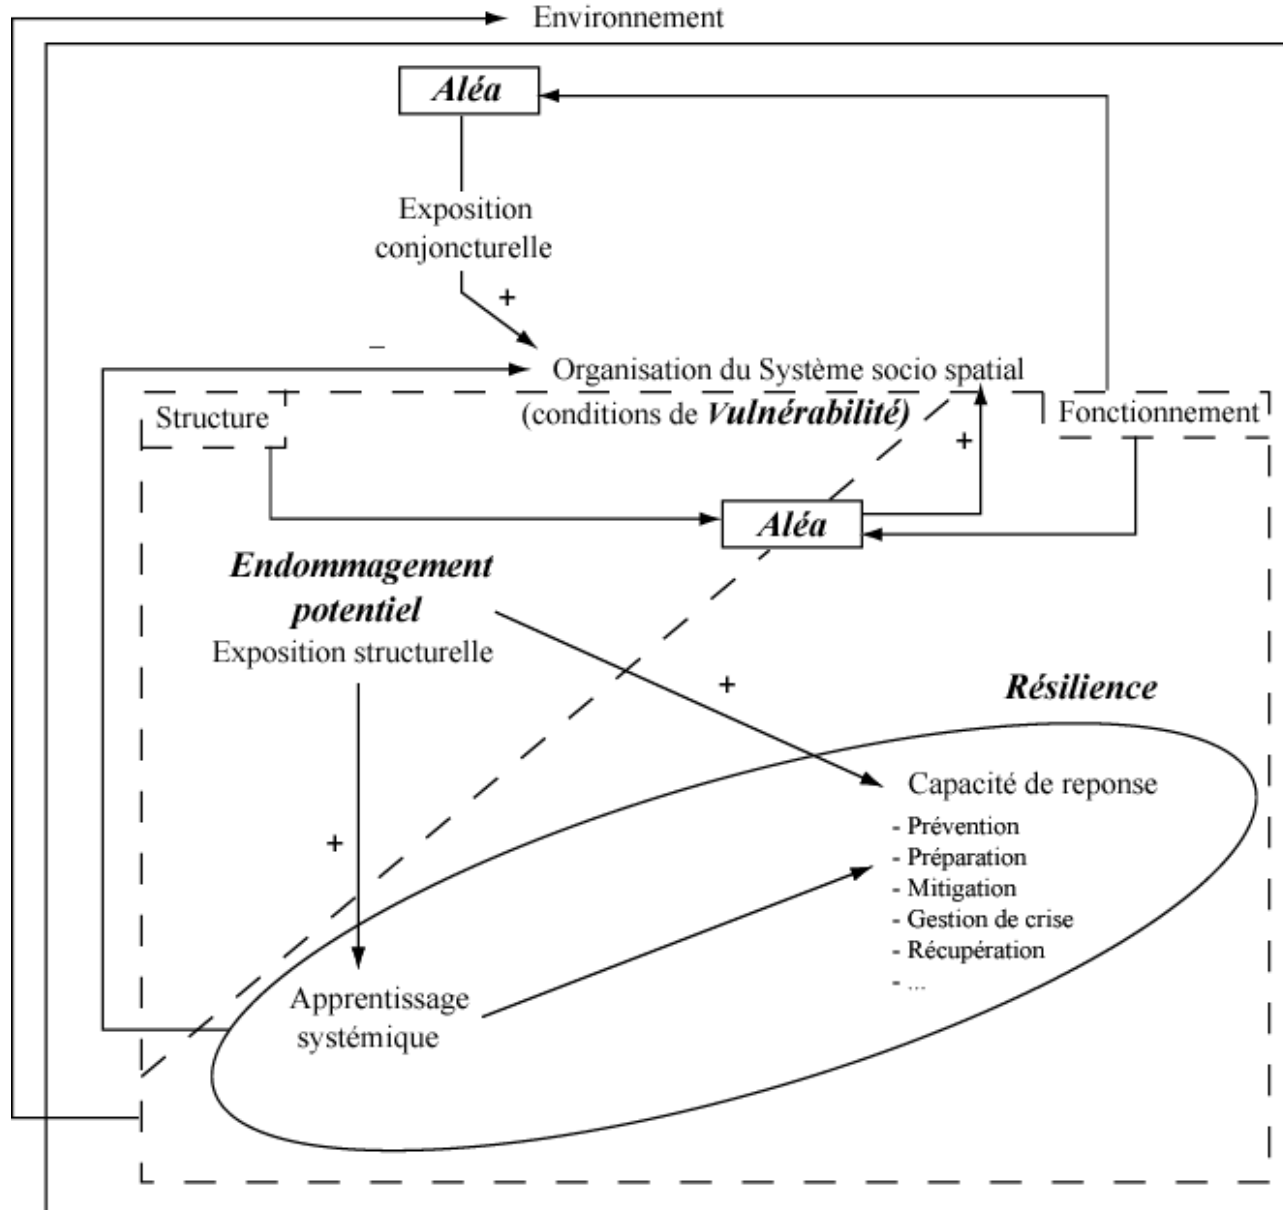 Environnement
Aléa
Exposition
conjoncturelle
+
–
Organisation du Système socio spatial
Structure
(conditions de Vulnérabilité)
Fonctionnement
+
Aléa
Endommagement
potentiel
Exposition structurelle
+
Résilience
Capacité de reponse
- Prévention
+
- Préparation
- Mitigation
- Gestion de crise
- Récupération
- ...
Apprentissage
systémique